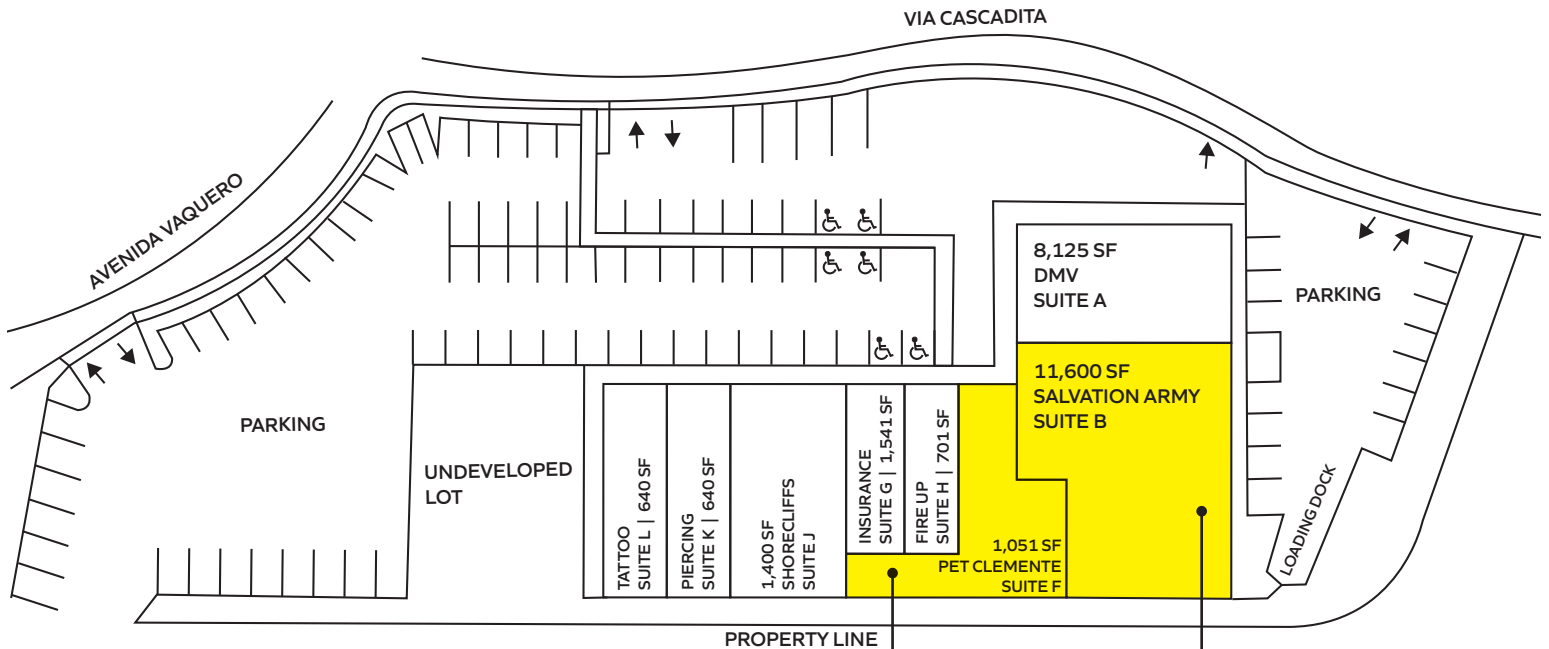 VIA CASCADITA
AVENIDA VAQUERO
8,125 SF
DMV
SUITE A
PARKING
11,600 SF
SALVATION ARMY
SUITE B
PARKING
UNDEVELOPED
LOT
TATTOO
SUITE L | 640 SF
PIERCING
SUITE K | 640 SF
1,400 SF
SHORECLIFFS
SUITE J
INSURANCE
SUITE G | 1,541 SF
FIRE UP
SUITE H | 701 SF
1,051 SF
PET CLEMENTE
SUITE F
LOADING DOCK
PROPERTY LINE